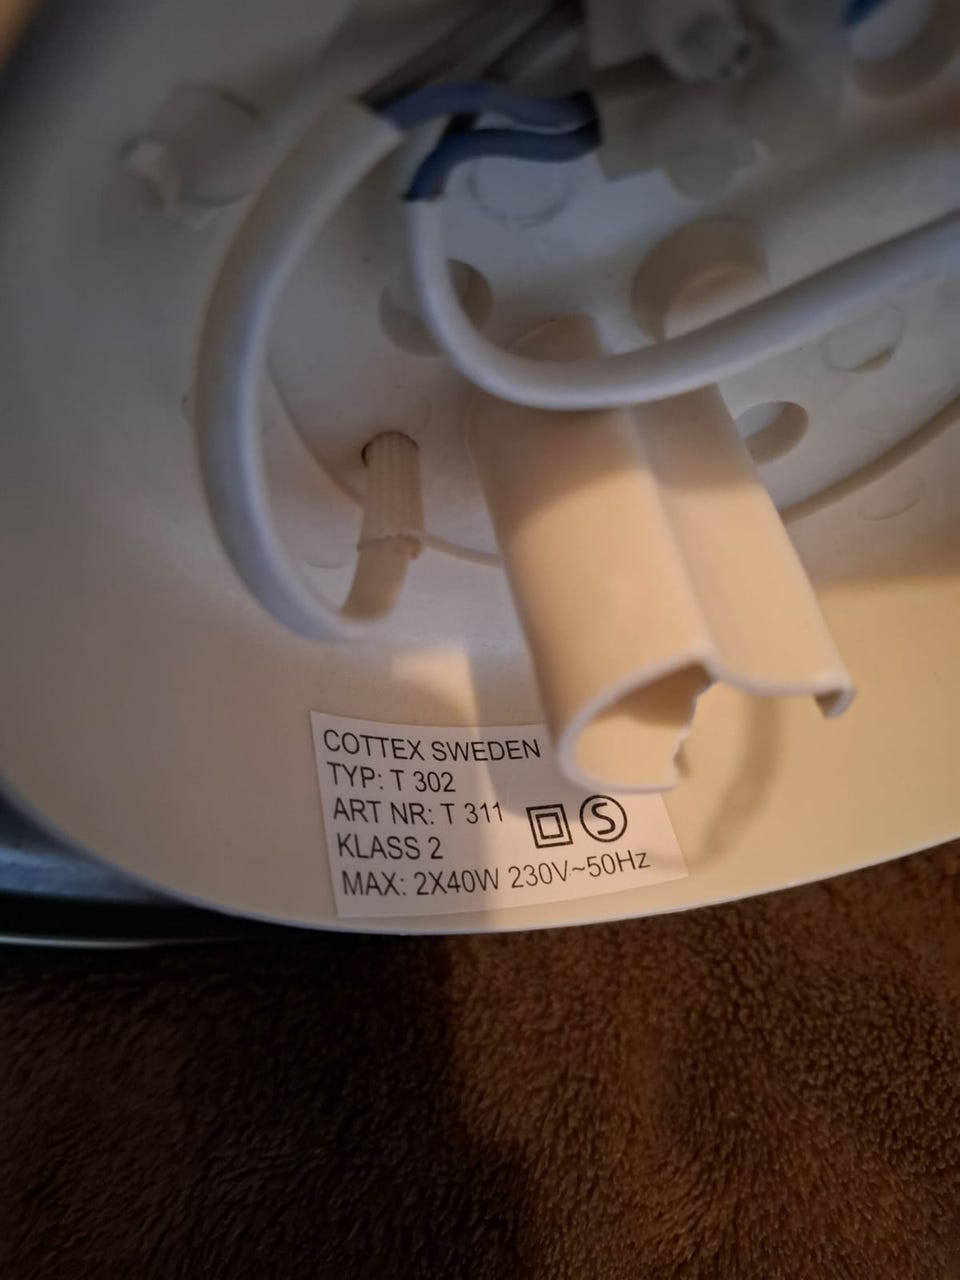 COTTEX SWEDEN
TYP: T 302
ART NR: T 311
KLASS 2
MAX: 2X40W 230V~50Hz
S